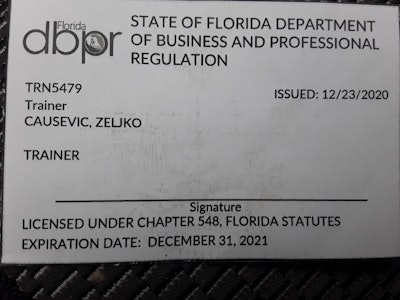 Florida
dbpr
STATE OF FLORIDA DEPARTMENT
OF BUSINESS AND PROFESSIONAL
REGULATION
TRN5479
ISSUED: 12/23/2020
Trainer
CAUSEVIC, ZELJKO
TRAINER
Signature
LICENSED UNDER CHAPTER 548, FLORIDA STATUTES
EXPIRATION DATE: DECEMBER 31, 2021